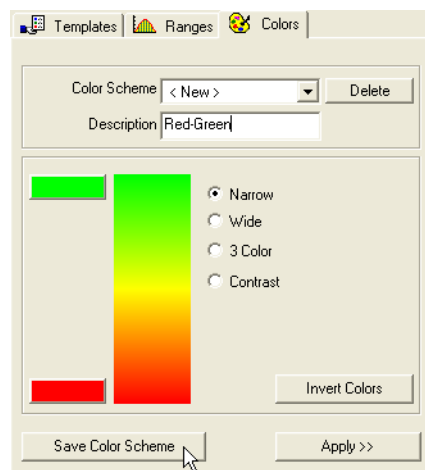 Templates Ranges Colors
Color Scheme < New > Delete
Description Red-Green
Narrow
Wide
3 Color
Contrast
Invert Colors
Save Color Scheme Apply >>